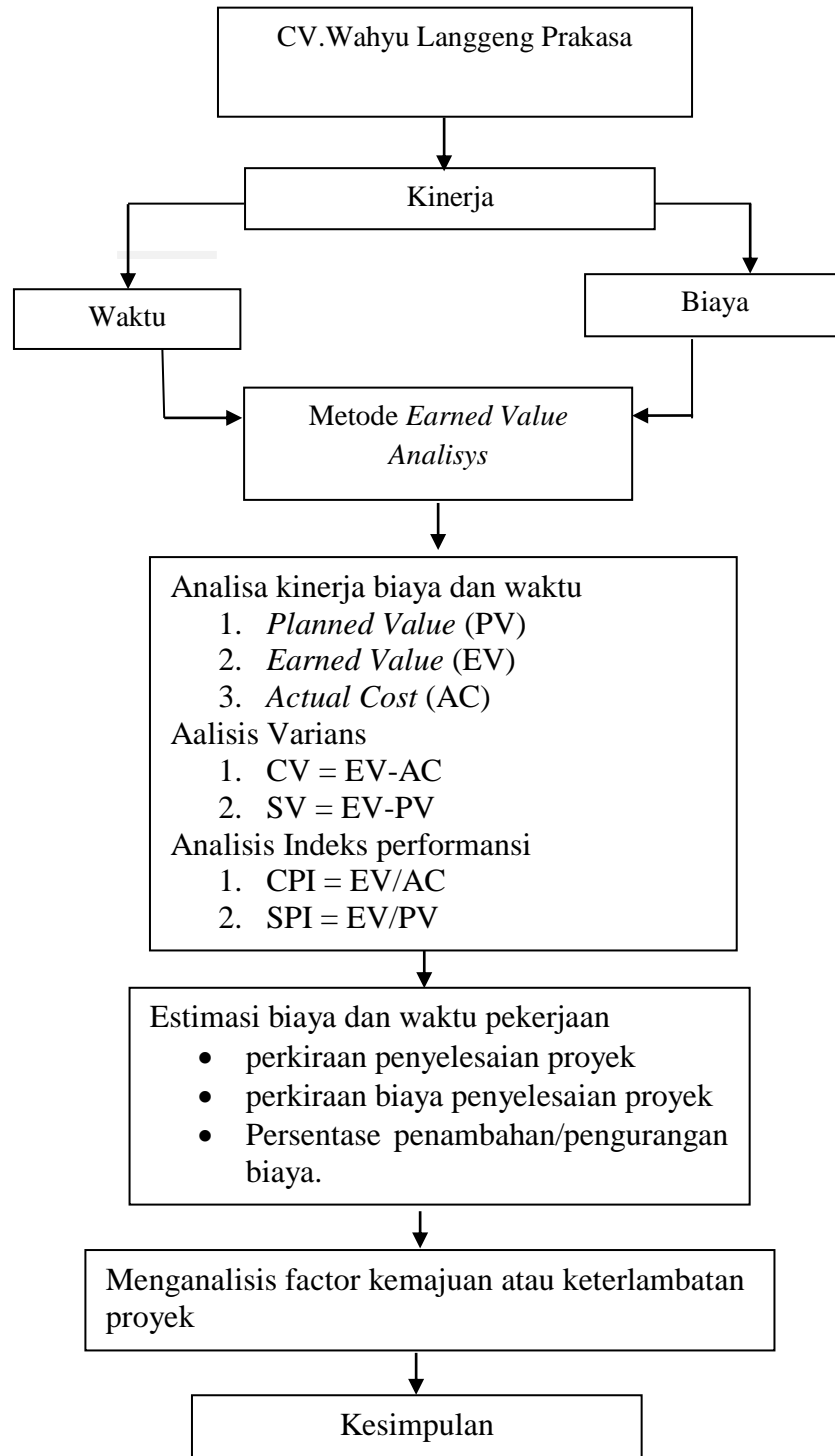 CV.Wahyu Langgeng Prakasa
Kinerja
Waktu
Biaya
Metode Earned Value
Analisys
Analisa kinerja biaya dan waktu
1. Planned Value (PV)
2. Earned Value (EV)
3. Actual Cost (AC)
Aalisis Varians
1. CV = EV-AC
2. SV = EV-PV
Analisis Indeks performansi
1. CPI = EV/AC
2. SPI = EV/PV
Estimasi biaya dan waktu pekerjaan
• perkiraan penyelesaian proyek
• perkiraan biaya penyelesaian proyek
• Persentase penambahan/pengurangan
biaya.
Menganalisis factor kemajuan atau keterlambatan
proyek
Kesimpulan